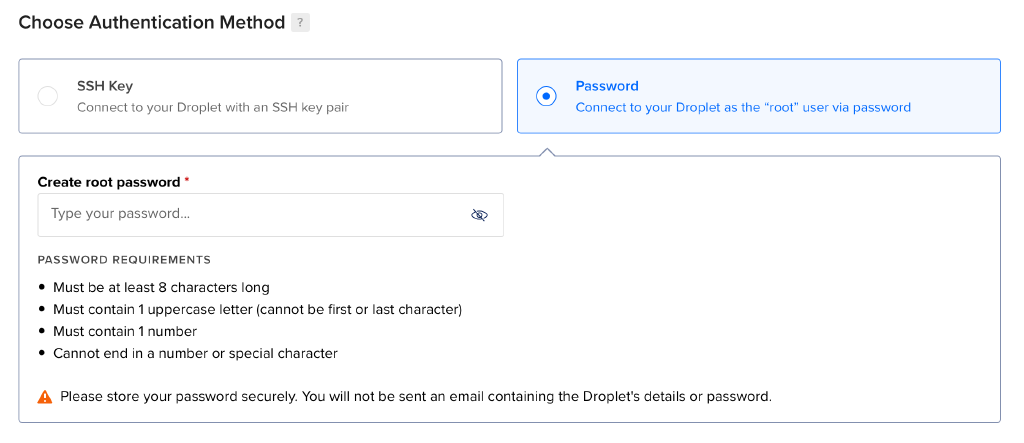 Choose Authentication Method ?
SSH Key
Connect to your Droplet with an SSH key pair
Password
Connect to your Droplet as the “root” user via password
Create root password *
Type your password...
PASSWORD REQUIREMENTS
• Must be at least 8 characters long
• Must contain 1 uppercase letter (cannot be first or last character)
• Must contain 1 number
• Cannot end in a number or special character
Please store your password securely. You will not be sent an email containing the Droplet's details or password.